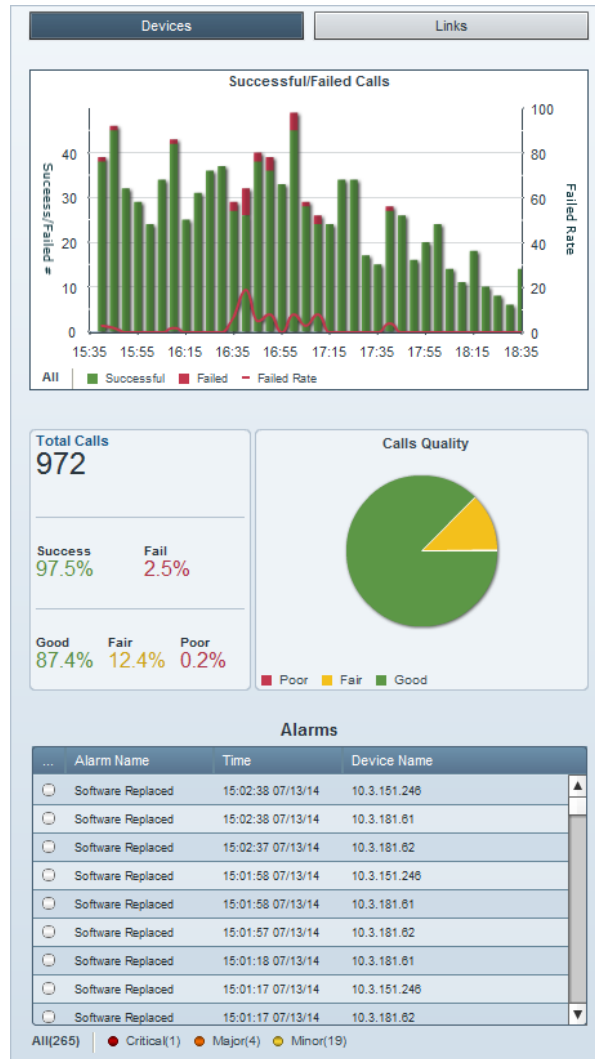 Devices Links
Successful/Failed Calls
Success/Failed #
Failed Rate
40
30
20
10
0
100
80
60
40
20
0
15:35 15:55 16:15 16:35 16:55 17:15 17:35 17:55 18:15 18:35
All Successful Failed Failed Rate
Total Calls
972
Success Fail
97.5% 2.5%
Good Fair Poor
87.4% 12.4% 0.2%
Calls Quality
Poor Fair Good
Alarms
... Alarm Name Time Device Name
Software Replaced 15:02:38 07/13/14 10.3.151.246
Software Replaced 15:02:38 07/13/14 10.3.181.61
Software Replaced 15:02:37 07/13/14 10.3.181.62
Software Replaced 15:01:58 07/13/14 10.3.151.246
Software Replaced 15:01:58 07/13/14 10.3.181.61
Software Replaced 15:01:57 07/13/14 10.3.181.62
Software Replaced 15:01:18 07/13/14 10.3.181.61
Software Replaced 15:01:17 07/13/14 10.3.151.246
Software Replaced 15:01:17 07/13/14 10.3.181.62
All(265) Critical(1) Major(4) Minor(19)